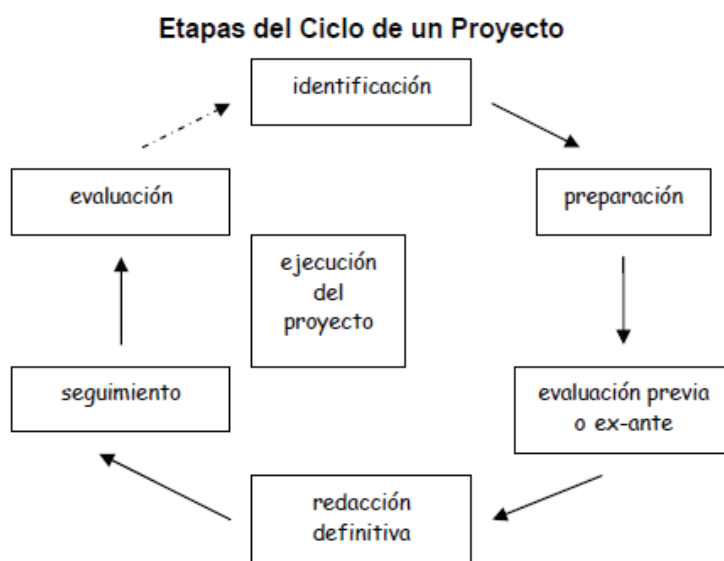 Etapas del Ciclo de un Proyecto
identificación
preparación
evaluación previa
o ex-ante
redacción
definitiva
seguimiento
evaluación
ejecución
del
proyecto